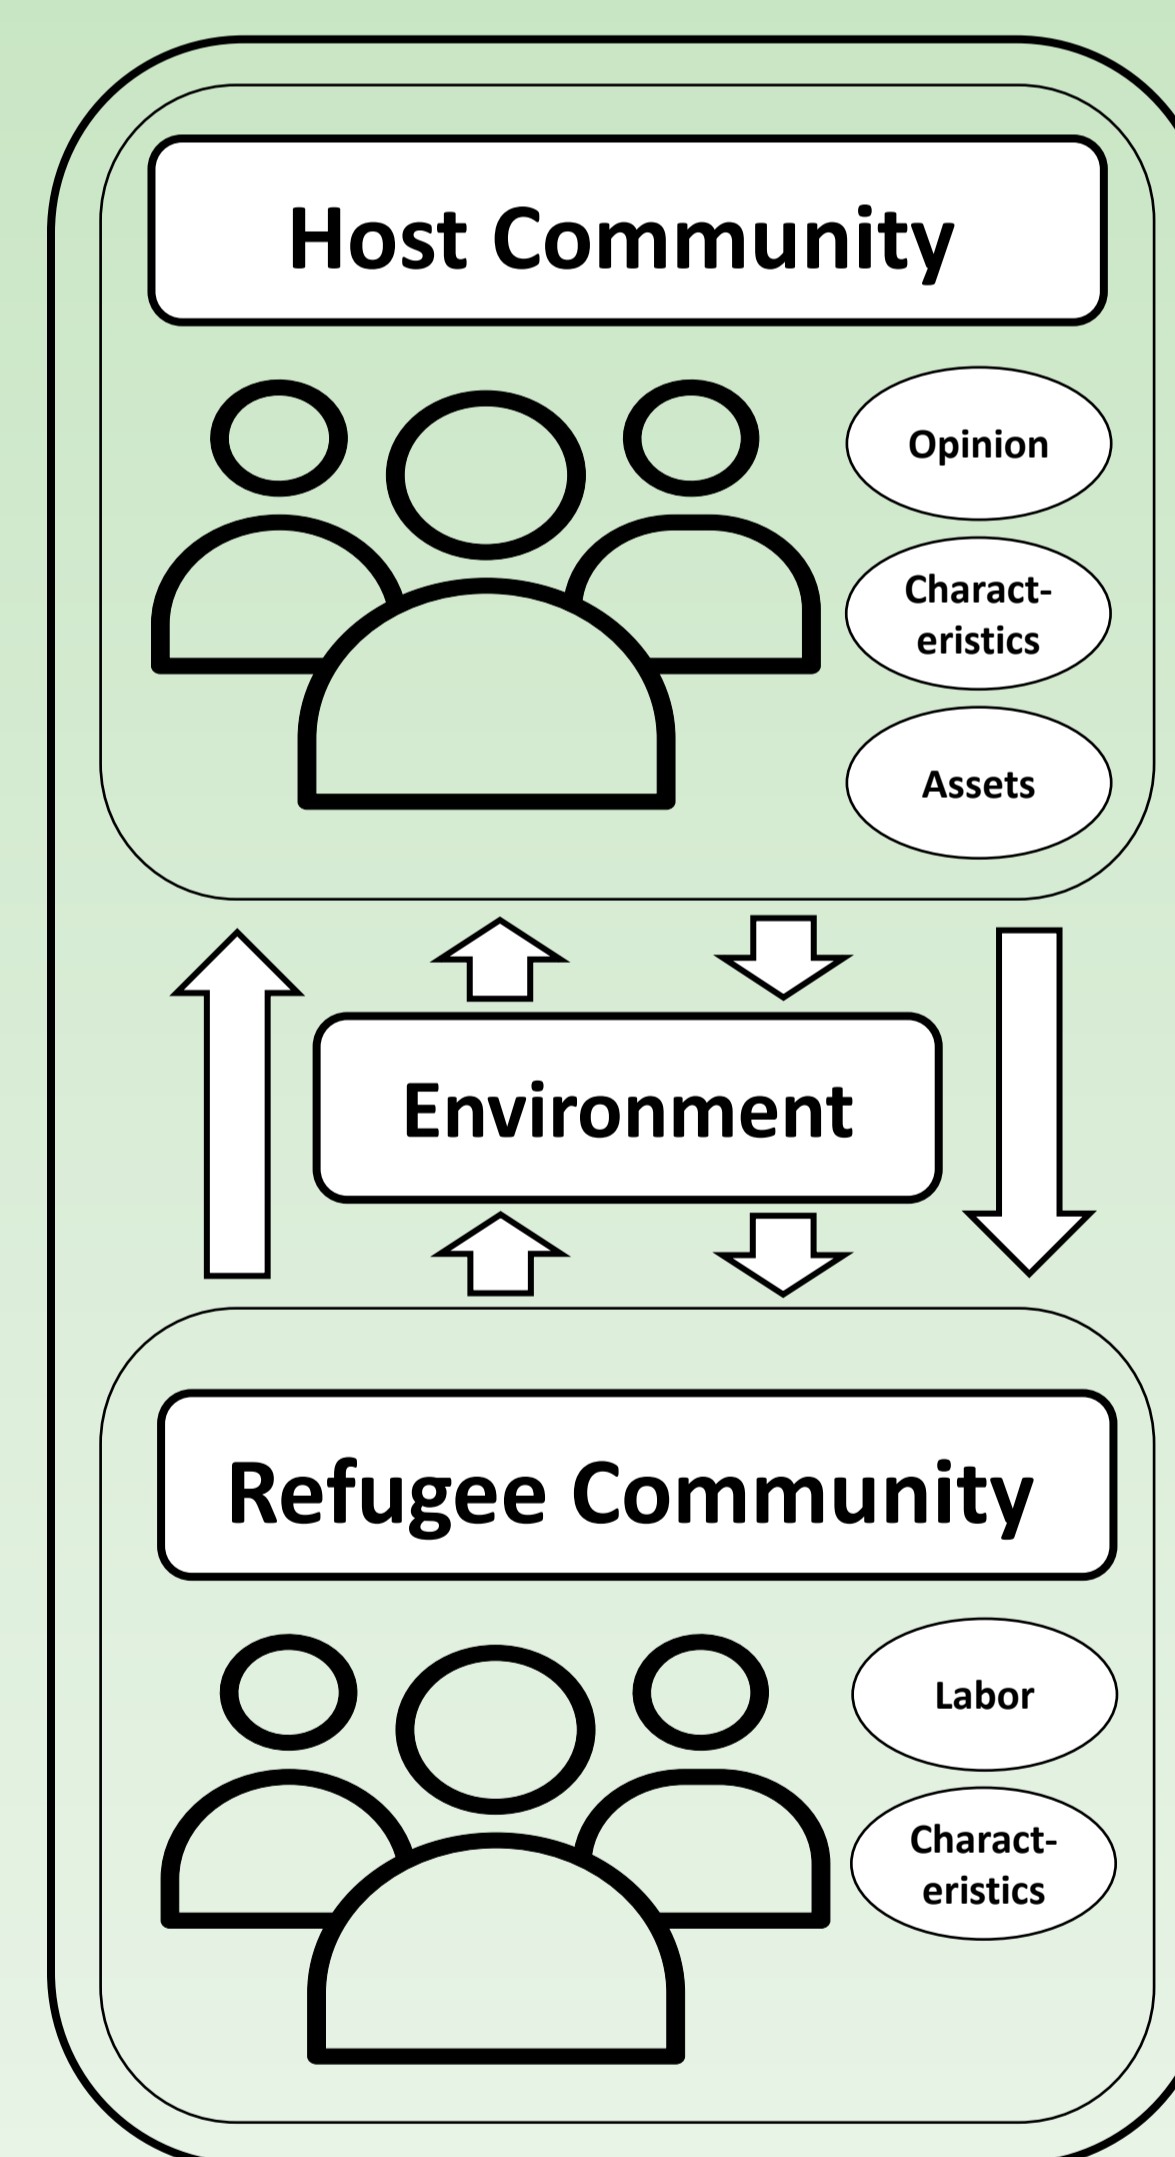 Host Community
Opinion
Charact-
eristics
Assets
Environment
Refugee Community
Labor
Charact-
eristics